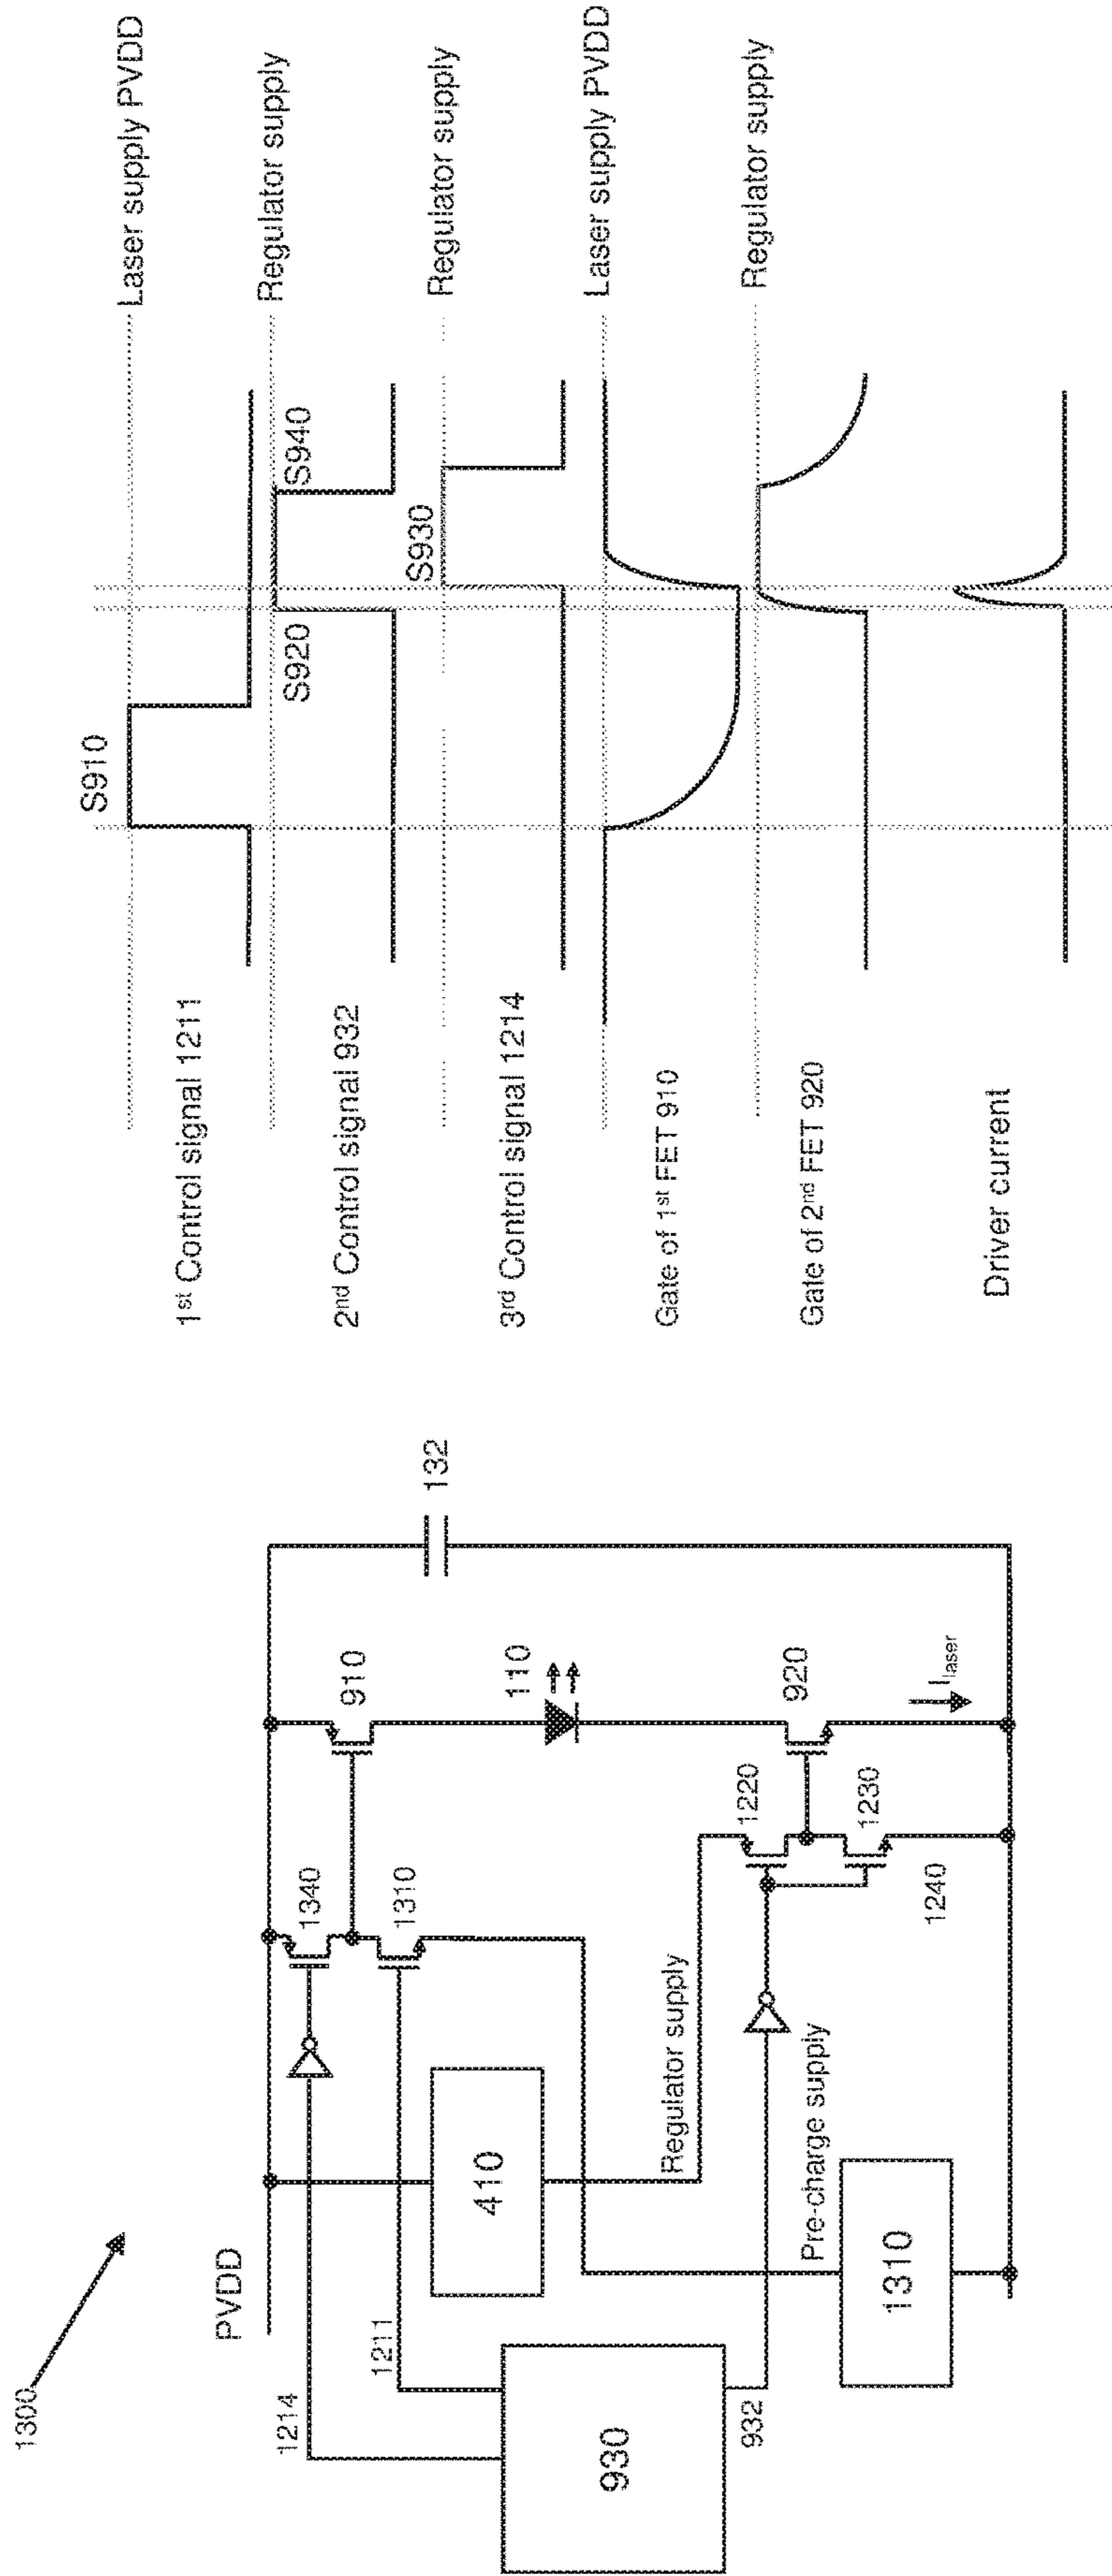 1300
PVDD
1214
1211
930
932
410
1310
Regulator supply
Pre-charge supply
1340
1310
910
110
132
1220
1230
1240
920
I laser
1st Control signal 1211
2nd Control signal 932
3rd Control signal 1214
Gate of 1st FET 910
Gate of 2nd FET 920
Driver current
S910
S920
S940
S930
Laser supply PVDD
Regulator supply
Regulator supply
Laser supply PVDD
Regulator supply